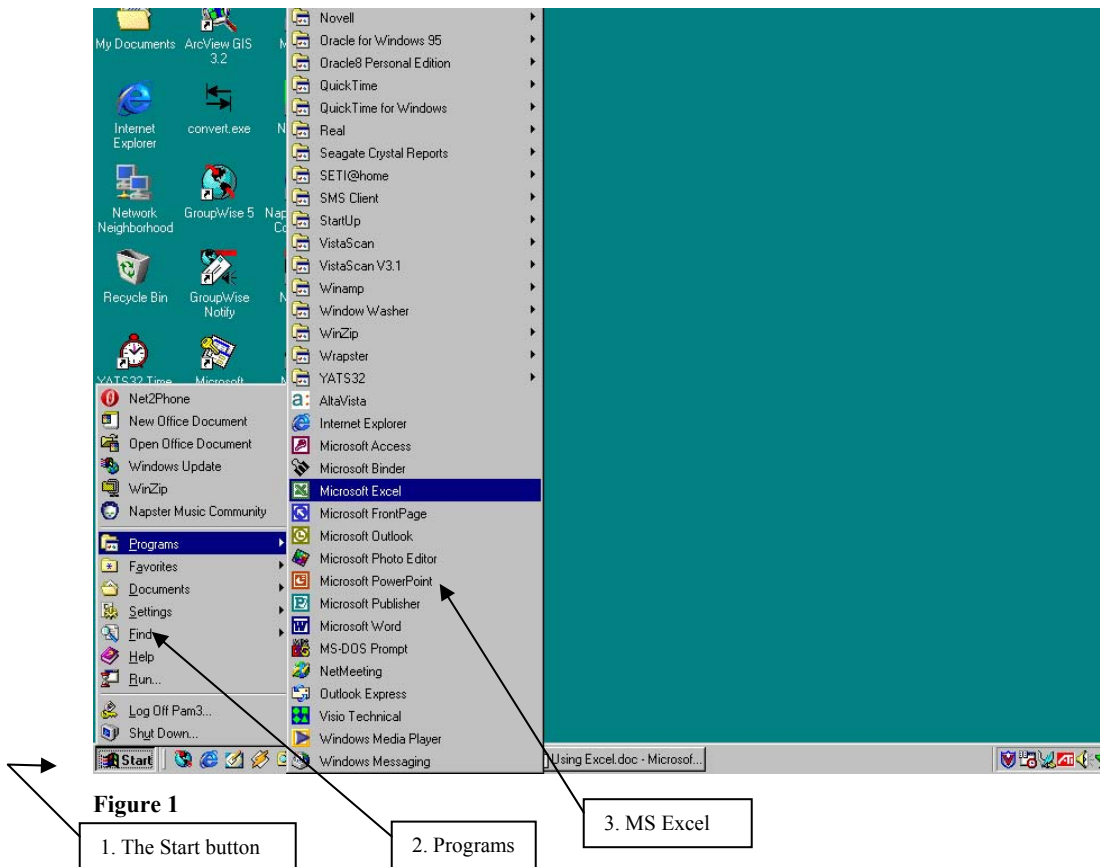 My Documents
ArcView GIS
3.2
Internet
Explorer
convert.exe
Network
Neighborhood
GroupWise 5
Recycle Bin
GroupWise
Notify
YATS32 Time
Microsoft
Novell
Oracle for Windows 95
Oracle8 Personal Edition
QuickTime
QuickTime for Windows
Real
Seagate Crystal Reports
SETI@home
SMS Client
StartUp
VistaScan
VistaScan V3.1
Winamp
Window Washer
WinZip
Wrapster
YATS32
AltaVista
Internet Explorer
Microsoft Access
Microsoft Binder
Microsoft Excel
Microsoft FrontPage
Microsoft Outlook
Microsoft Photo Editor
Microsoft PowerPoint
Microsoft Publisher
Microsoft Word
MS-DOS Prompt
NetMeeting
Outlook Express
Visio Technical
Windows Media Player
Windows Messaging
Net2Phone
New Office Document
Open Office Document
Windows Update
WinZip
Napster Music Community
Programs
Favorites
Documents
Settings
Find
Help
Run...
Log Off Pam3...
Shut Down...
Start
Using Excel.doc - Microsof...
Figure 1
1. The Start button
2. Programs
3. MS Excel